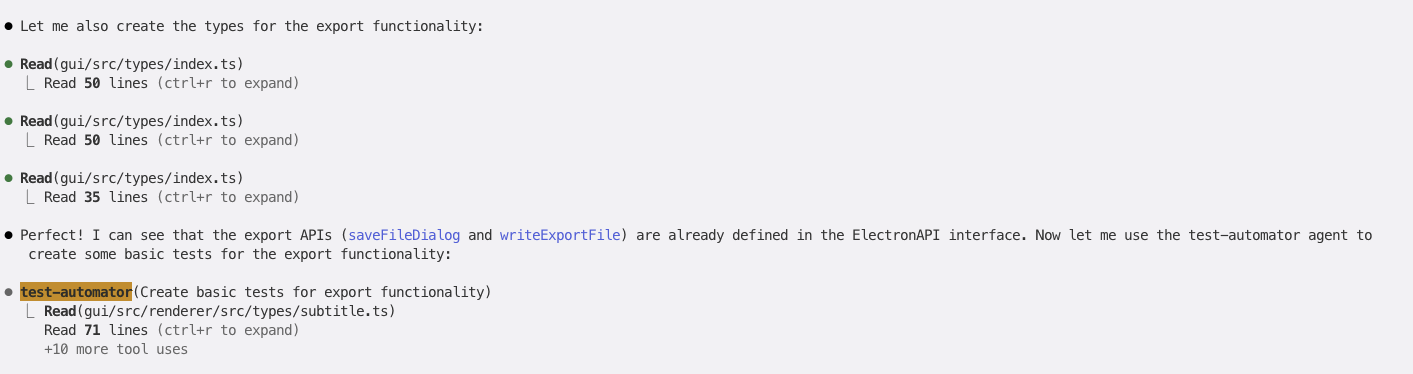 ● Let me also create the types for the export functionality:
● Read(gui/src/types/index.ts)
⎿ Read 50 lines (ctrl+r to expand)
● Read(gui/src/types/index.ts)
⎿ Read 50 lines (ctrl+r to expand)
● Read(gui/src/types/index.ts)
⎿ Read 35 lines (ctrl+r to expand)
● Perfect! I can see that the export APIs (saveFileDialog and writeExportFile) are already defined in the ElectronAPI interface. Now let me use the test-automator agent to
create some basic tests for the export functionality:
● test-automator(Create basic tests for export functionality)
⎿ Read(gui/src/renderer/src/types/subtitle.ts)
Read 71 lines (ctrl+r to expand)
+10 more tool uses